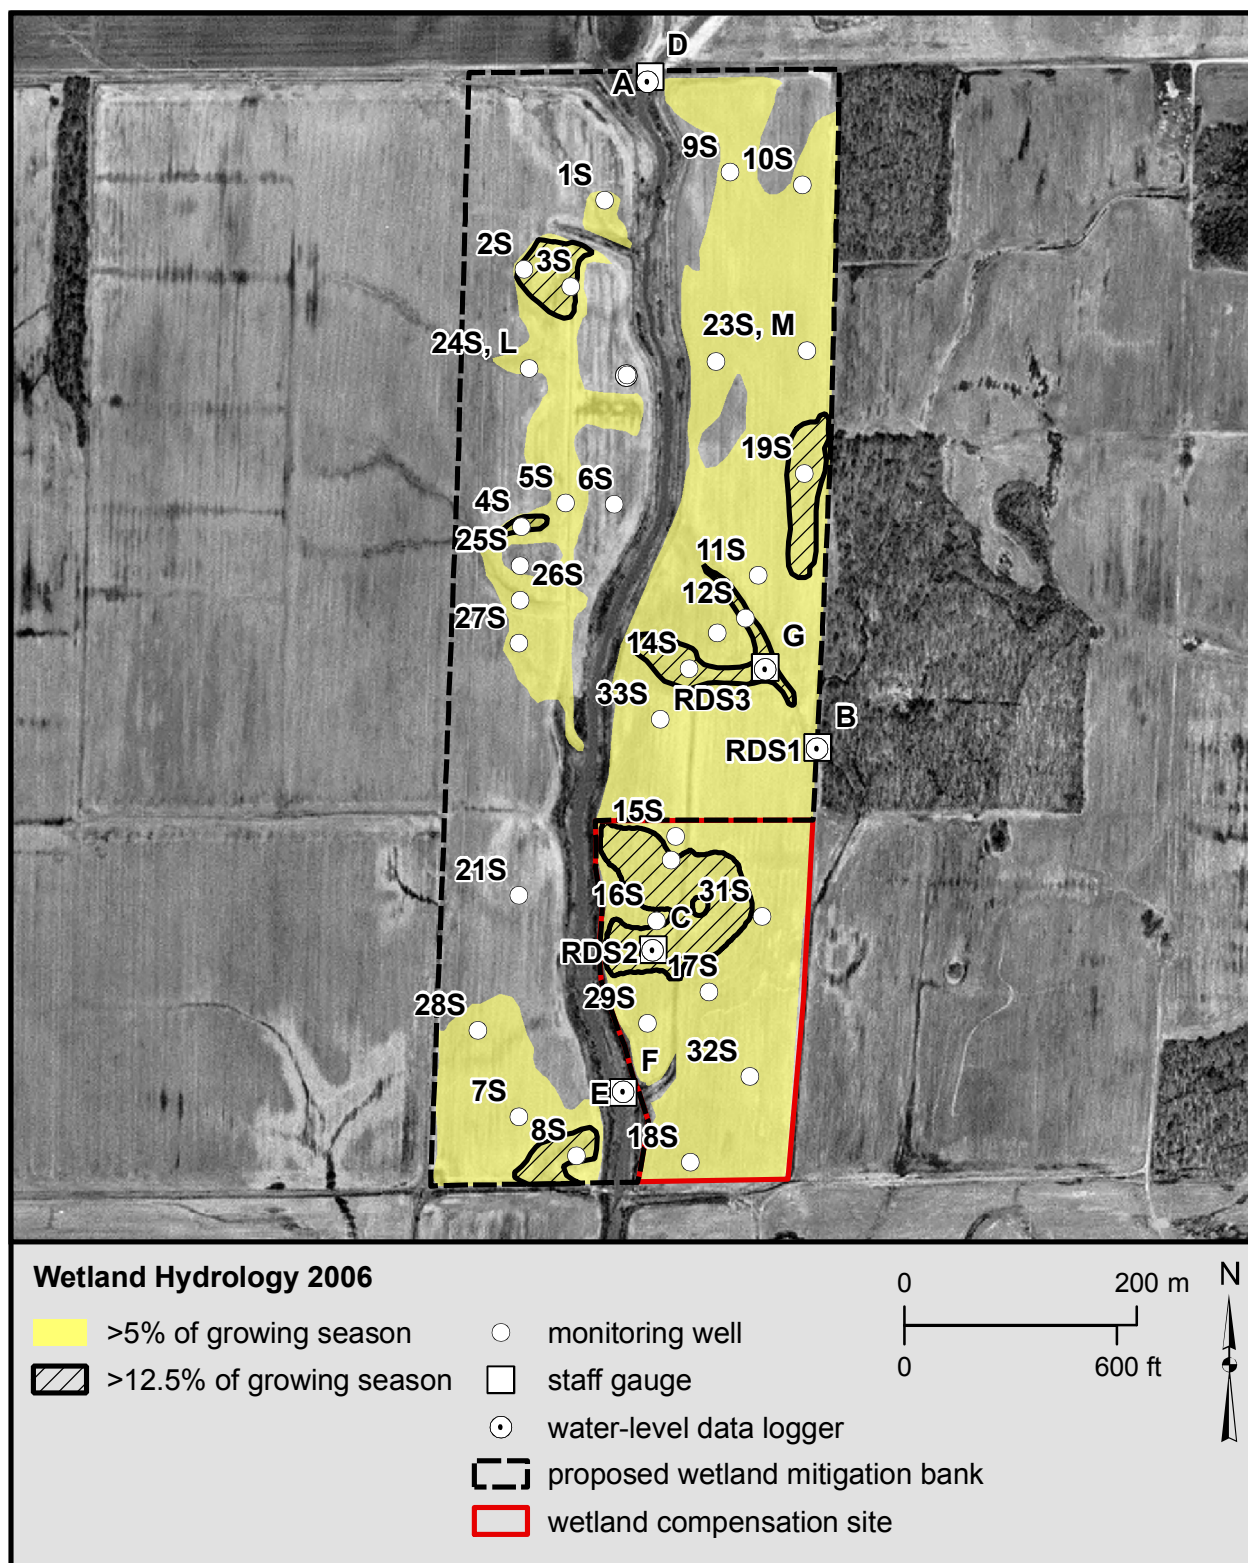 D
A
9S
10S
1S
2S
3S
23S, M
24S, L
19S
5S
6S
4S
25S
11S
26S
12S
27S
14S
G
33S
RDS3
B
RDS1
15S
21S
16S
31S
C
RDS2
17S
29S
28S
F
32S
E
7S
8S
18S
Wetland Hydrology 2006
>5% of growing season
>12.5% of growing season
monitoring well
staff gauge
water-level data logger
proposed wetland mitigation bank
wetland compensation site
0 200 m
0 600 ft
N